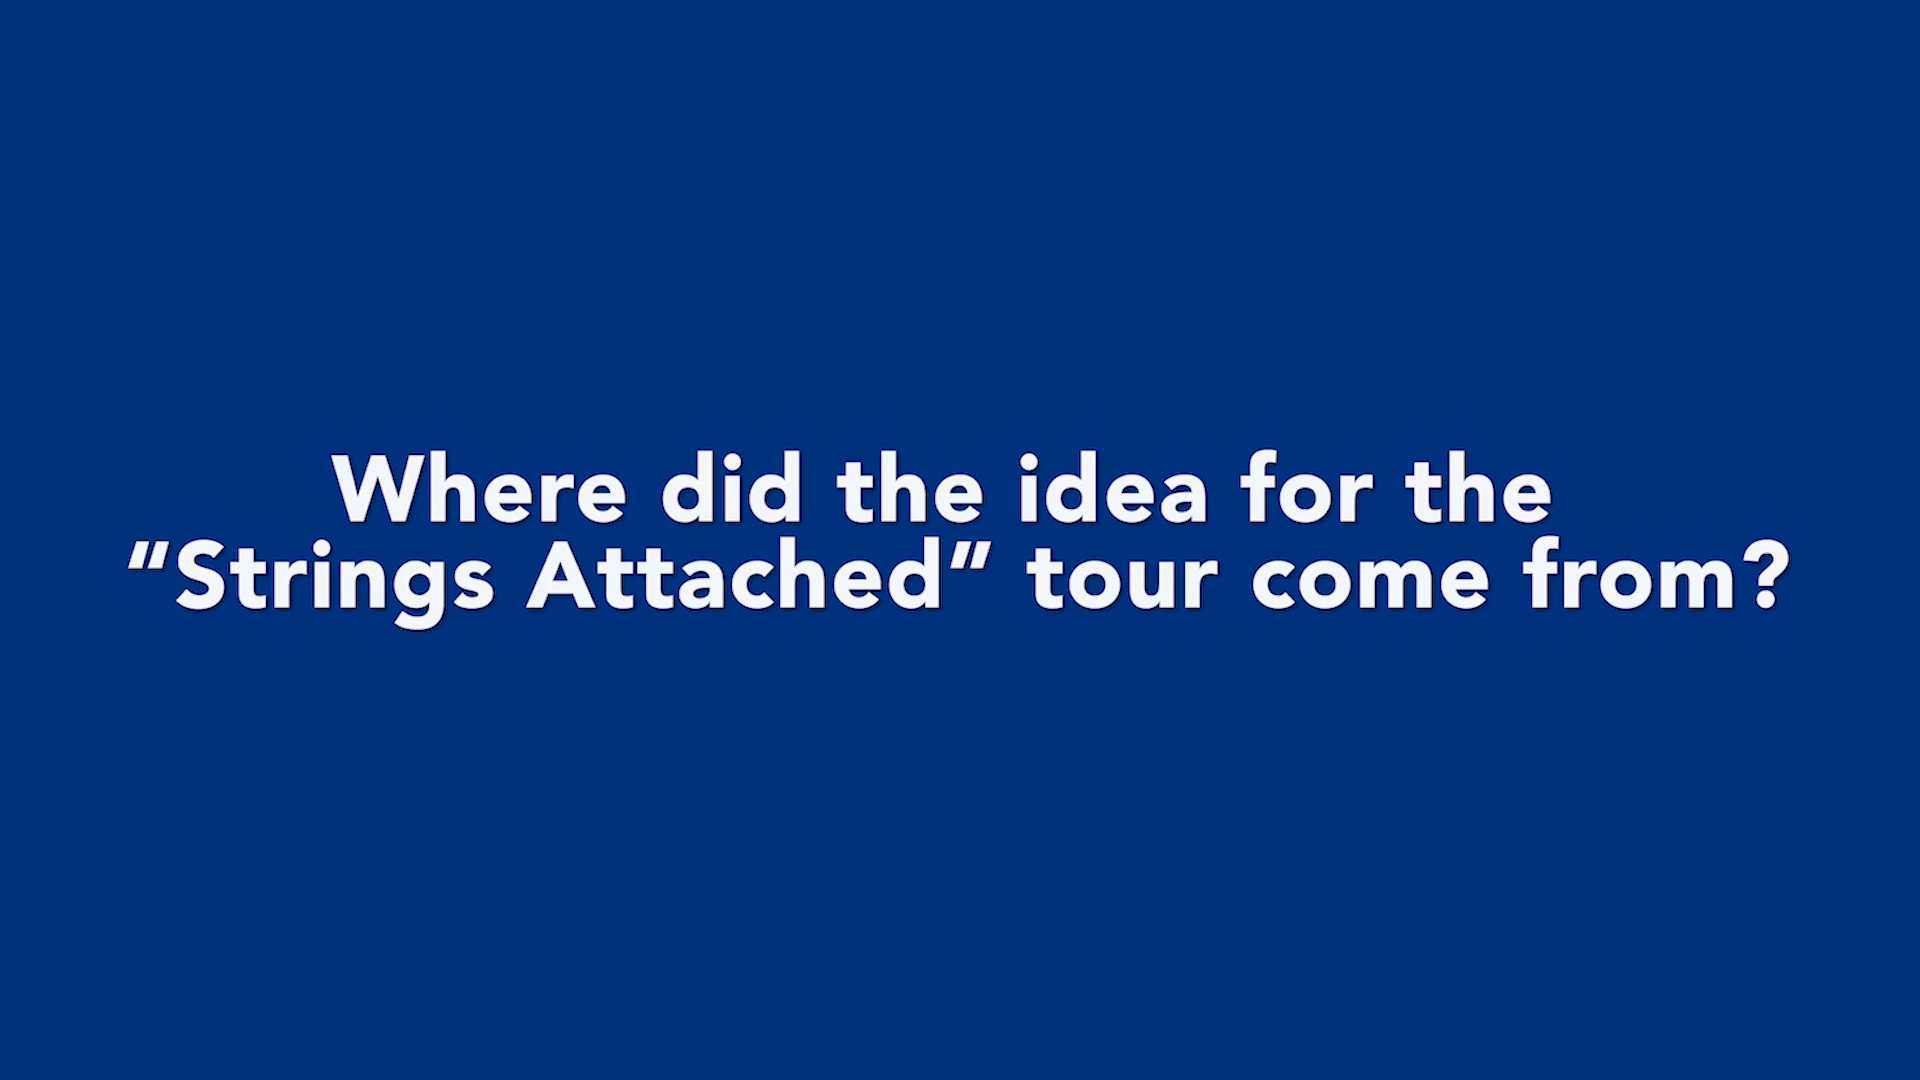 Where did the idea for the
“Strings Attached” tour come from?